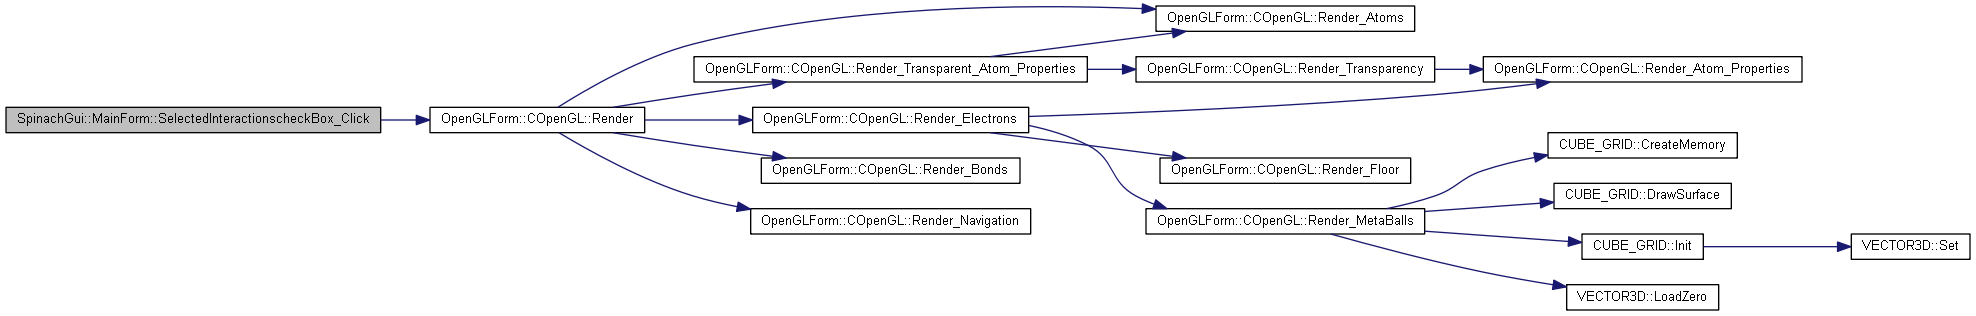 OpenGLForm::COpenGL::Render_Atoms
OpenGLForm::COpenGL::Render_Transparent_Atom_Properties
OpenGLForm::COpenGL::Render_Transparency
OpenGLForm::COpenGL::Render_Atom_Properties
SpinachGui::MainForm::SelectedInteractionscheckBox_Click
OpenGLForm::COpenGL::Render
OpenGLForm::COpenGL::Render_Electrons
CUBE_GRID::CreateMemory
OpenGLForm::COpenGL::Render_Bonds
OpenGLForm::COpenGL::Render_Floor
CUBE_GRID::DrawSurface
OpenGLForm::COpenGL::Render_Navigation
OpenGLForm::COpenGL::Render_MetaBalls
CUBE_GRID::Init
VECTOR3D::Set
VECTOR3D::LoadZero